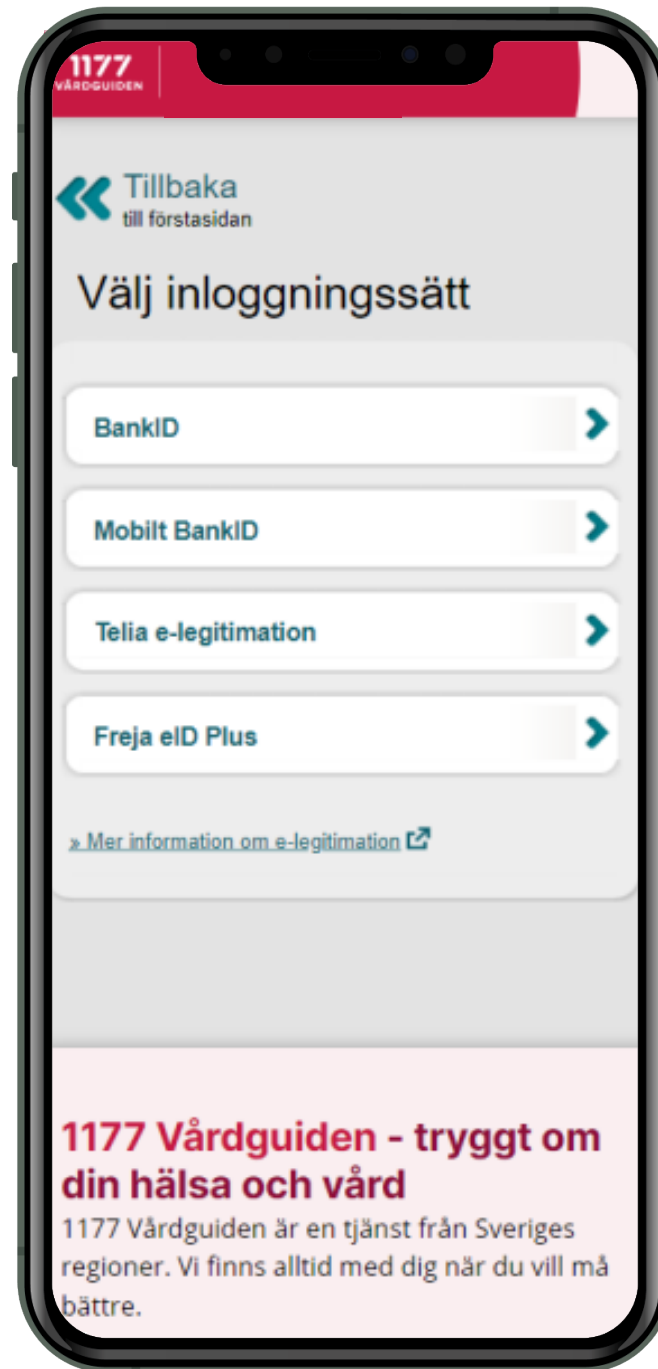 1177
VÅRDGUIDEN
Tillbaka
till förstasidan
Välj inloggningssätt
BankID
Mobilt BankID
Telia e-legitimation
Freja eID Plus
» Mer information om e-legitimation
1177 Vårdguiden - tryggt om
din hälsa och vård
1177 Vårdguiden är en tjänst från Sveriges
regioner. Vi finns alltid med dig när du vill må
bättre.